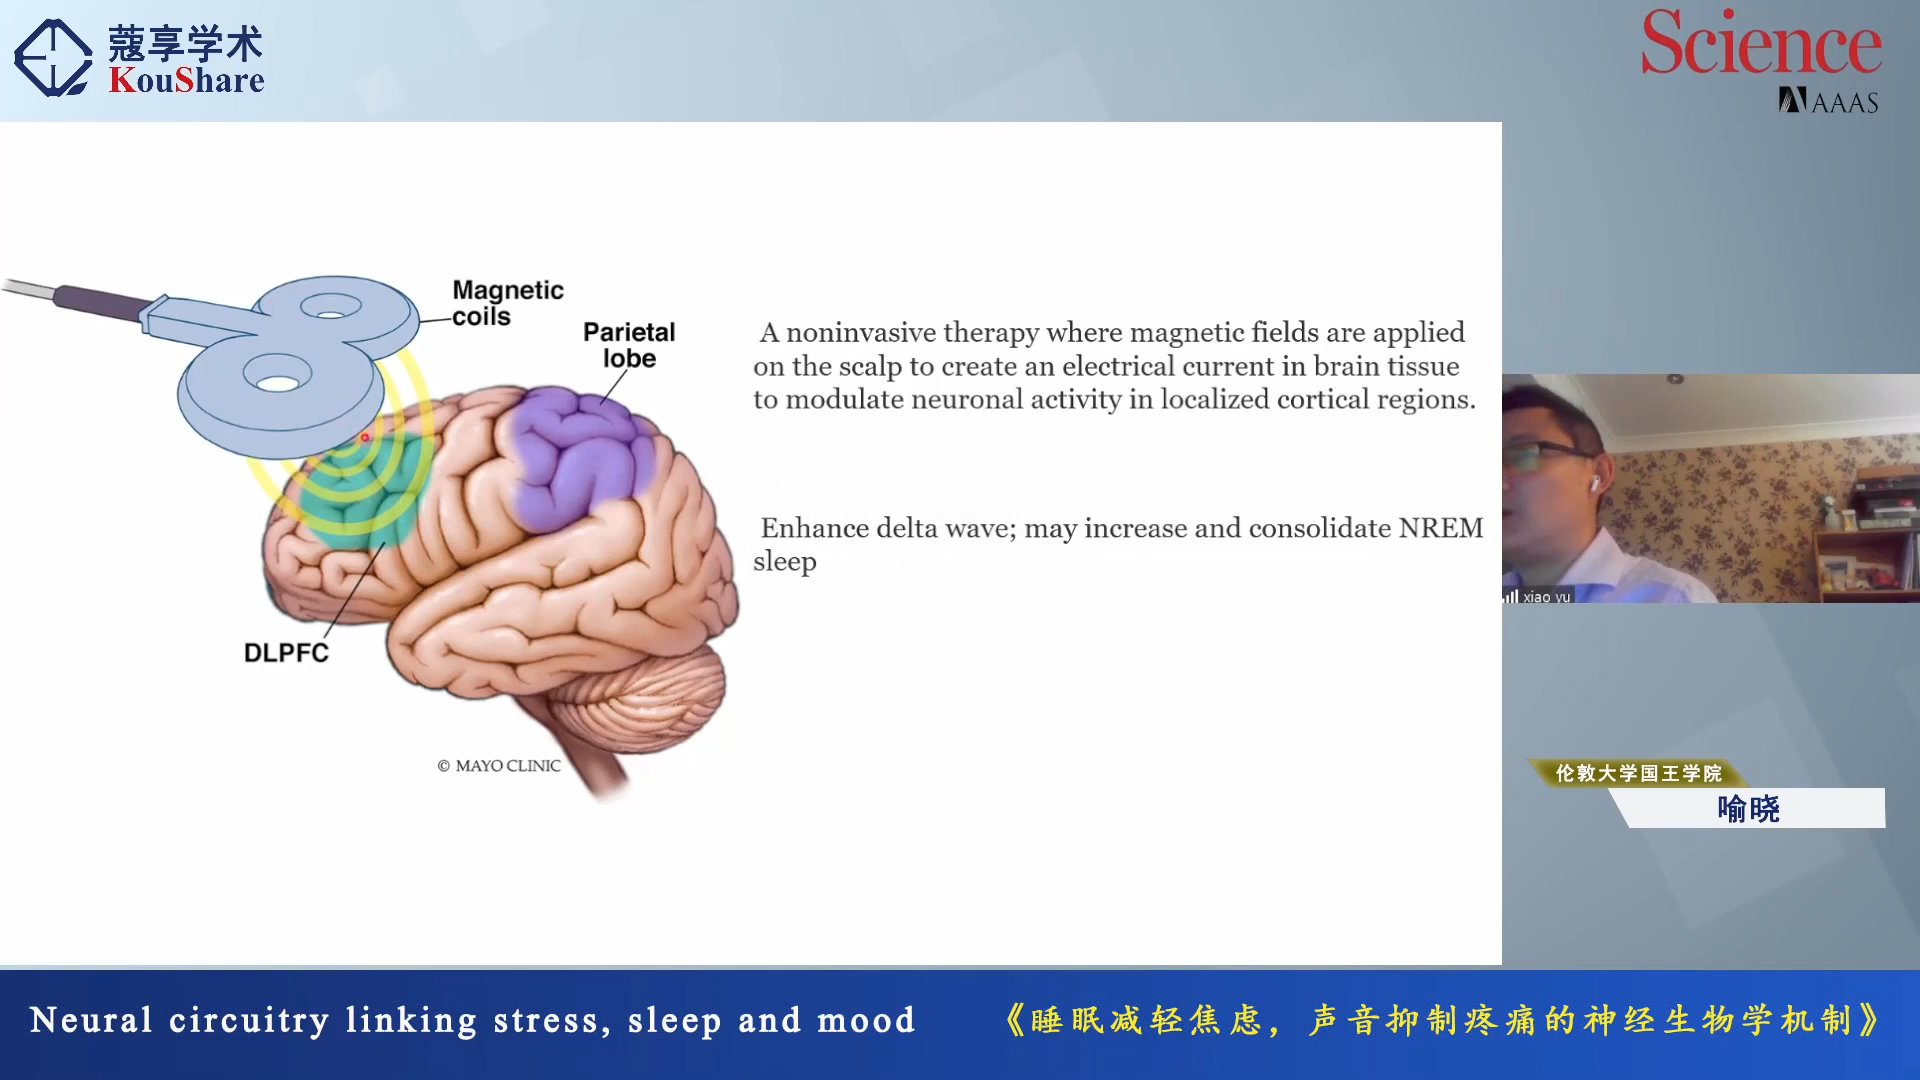 蔻享学术
KouShare
Science
AAAS
Magnetic
coils
Parietal
lobe
DLPFC
© MAYO CLINIC
A noninvasive therapy where magnetic fields are applied
on the scalp to create an electrical current in brain tissue
to modulate neuronal activity in localized cortical regions.
Enhance delta wave; may increase and consolidate NREM
sleep
xiao yu
伦敦大学国王学院
喻晓
Neural circuitry linking stress, sleep and mood
《睡眠减轻焦虑，声音抑制疼痛的神经生物学机制》